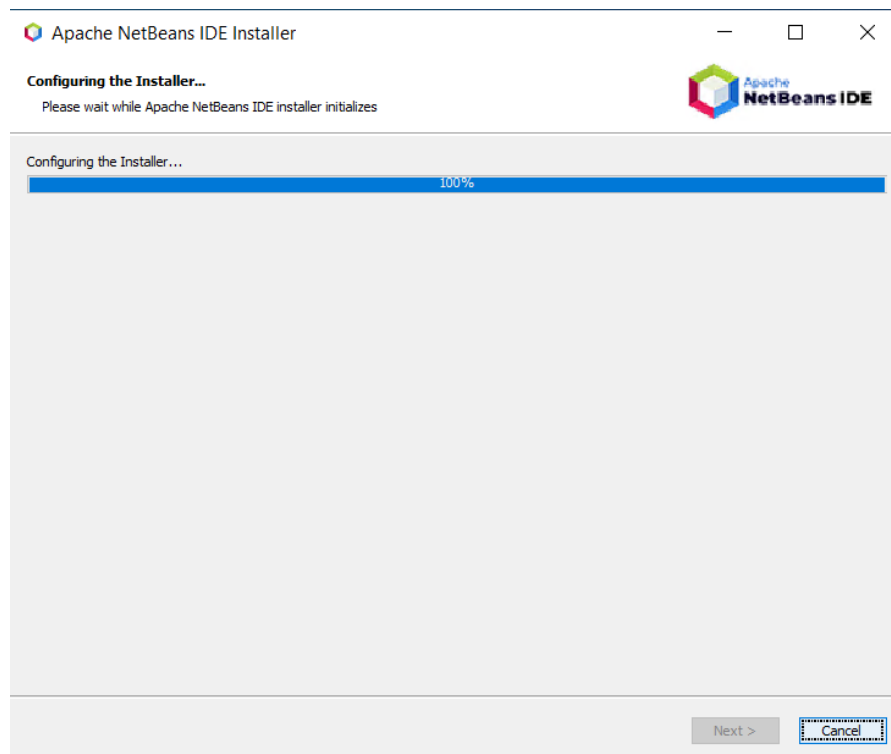 Apache NetBeans IDE Installer
Configuring the Installer...
Please wait while Apache NetBeans IDE installer initializes
Apache
NetBeans IDE
Configuring the Installer...
100%
Next >
Cancel